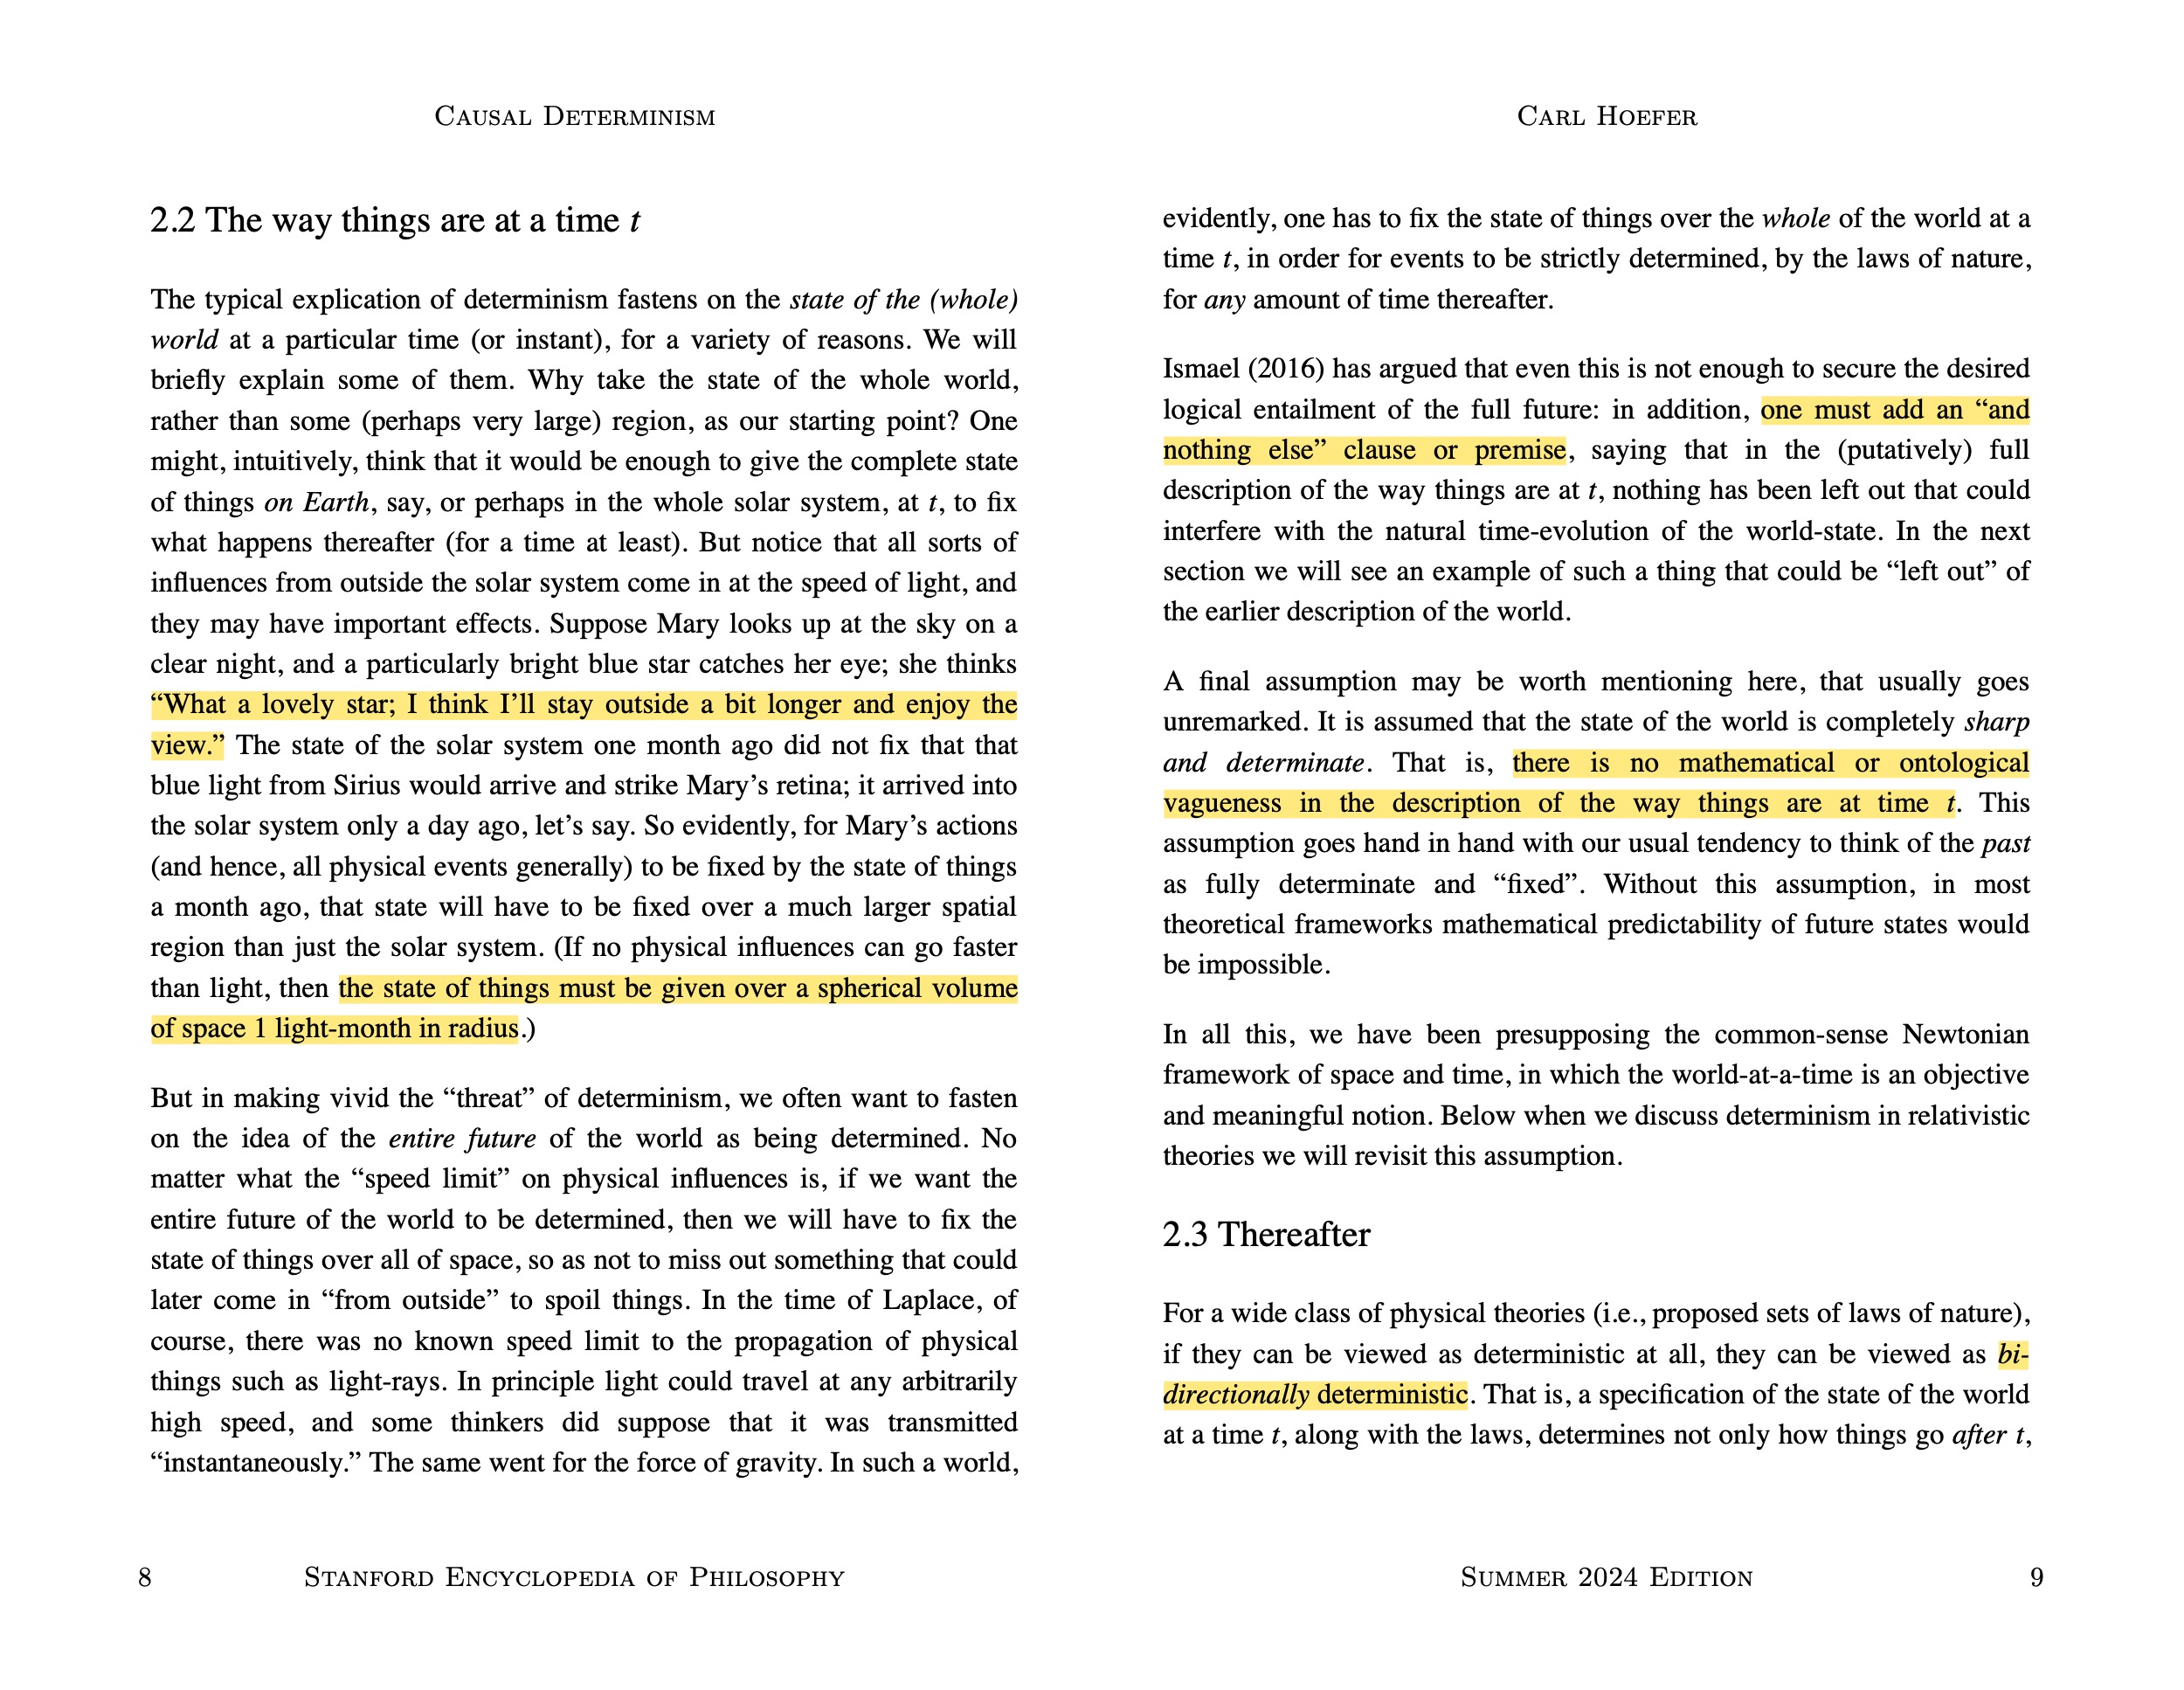 CAUSAL DETERMINISM
2.2 The way things are at a time t
The typical explication of determinism fastens on the state of the (whole)
world at a particular time (or instant), for a variety of reasons. We will
briefly explain some of them. Why take the state of the whole world,
rather than some (perhaps very large) region, as our starting point? One
might, intuitively, think that it would be enough to give the complete state
of things on Earth, say, or perhaps in the whole solar system, at t, to fix
what happens thereafter (for a time at least). But notice that all sorts of
influences from outside the solar system come in at the speed of light, and
they may have important effects. Suppose Mary looks up at the sky on a
clear night, and a particularly bright blue star catches her eye; she thinks
“What a lovely star; I think I’ll stay outside a bit longer and enjoy the
view.” The state of the solar system one month ago did not fix that that
blue light from Sirius would arrive and strike Mary’s retina; it arrived into
the solar system only a day ago, let’s say. So evidently, for Mary’s actions
(and hence, all physical events generally) to be fixed by the state of things
a month ago, that state will have to be fixed over a much larger spatial
region than just the solar system. (If no physical influences can go faster
than light, then the state of things must be given over a spherical volume
of space 1 light-month in radius.)
But in making vivid the “threat” of determinism, we often want to fasten
on the idea of the entire future of the world as being determined. No
matter what the “speed limit” on physical influences is, if we want the
entire future of the world to be determined, then we will have to fix the
state of things over all of space, so as not to miss out something that could
later come in “from outside” to spoil things. In the time of Laplace, of
course, there was no known speed limit to the propagation of physical
things such as light-rays. In principle light could travel at any arbitrarily
high speed, and some thinkers did suppose that it was transmitted
“instantaneously.” The same went for the force of gravity. In such a world,
8 STANFORD ENCYCLOPEDIA OF PHILOSOPHY
CARL HOEFER
evidently, one has to fix the state of things over the whole of the world at a
time t, in order for events to be strictly determined, by the laws of nature,
for any amount of time thereafter.
Ismael (2016) has argued that even this is not enough to secure the desired
logical entailment of the full future: in addition, one must add an “and
nothing else” clause or premise, saying that in the (putatively) full
description of the way things are at t, nothing has been left out that could
interfere with the natural time-evolution of the world-state. In the next
section we will see an example of such a thing that could be “left out” of
the earlier description of the world.
A final assumption may be worth mentioning here, that usually goes
unremarked. It is assumed that the state of the world is completely sharp
and determinate. That is, there is no mathematical or ontological
vagueness in the description of the way things are at time t. This
assumption goes hand in hand with our usual tendency to think of the past
as fully determinate and “fixed”. Without this assumption, in most
theoretical frameworks mathematical predictability of future states would
be impossible.
In all this, we have been presupposing the common-sense Newtonian
framework of space and time, in which the world-at-a-time is an objective
and meaningful notion. Below when we discuss determinism in relativistic
theories we will revisit this assumption.
2.3 Thereafter
For a wide class of physical theories (i.e., proposed sets of laws of nature),
if they can be viewed as deterministic at all, they can be viewed as bi-
directionally deterministic. That is, a specification of the state of the world
at a time t, along with the laws, determines not only how things go after t,
SUMMER 2024 EDITION 9